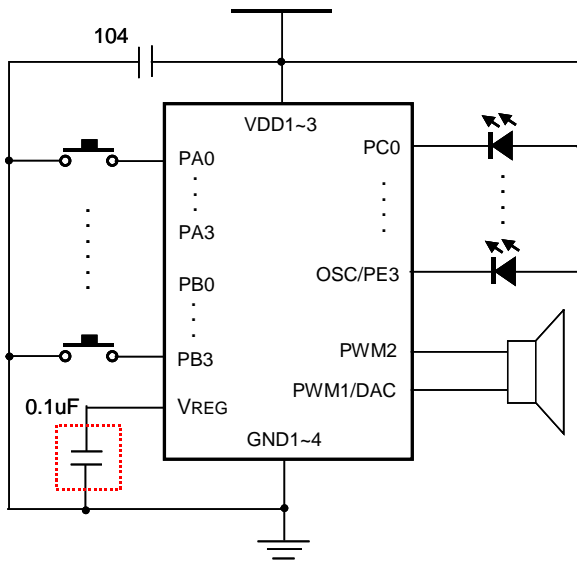 104
VDD1~3
PA0
PC0
PA3
PB0
OSC/PE3
PB3
PWM2
0.1uF
VREG
PWM1/DAC
GND1~4